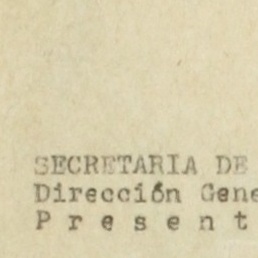 SECRETARIA DE
Dirección Gene
P r e s e n t